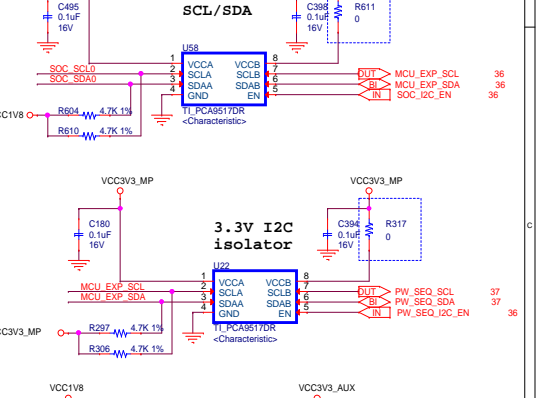 C495
0.1uF
16V
SCL/SDA
C398
0.1uF
16V
R611
0
U58
1 VCCA VCCB 8
SOC_SCL0 2 SCLA SCLB 7 OUT MCU_EXP_SCL 36
SOC_SDA0 3 SDAA SDAB 6 BI MCU_EXP_SDA 36
4 GND EN 5 IN SOC_I2C_EN 36
TI_PCA9517DR
<Characteristic>
CC1V8 R604 4.7K 1%
R610 4.7K 1%
VCC3V3_MP
VCC3V3_MP
C180
0.1uF
16V
3.3V I2C
isolator
C394
0.1uF
16V
R317
0
C
U22
1 VCCA VCCB 8
MCU_EXP_SCL 2 SCLA SCLB 7 OUT PW_SEQ_SCL 37
MCU_EXP_SDA 3 SDAA SDAB 6 BI PW_SEQ_SDA 37
4 GND EN 5 IN PW_SEQ_I2C_EN 36
TI_PCA9517DR
<Characteristic>
CC3V3_MP R297 4.7K 1%
R306 4.7K 1%
VCC1V8
VCC3V3_AUX